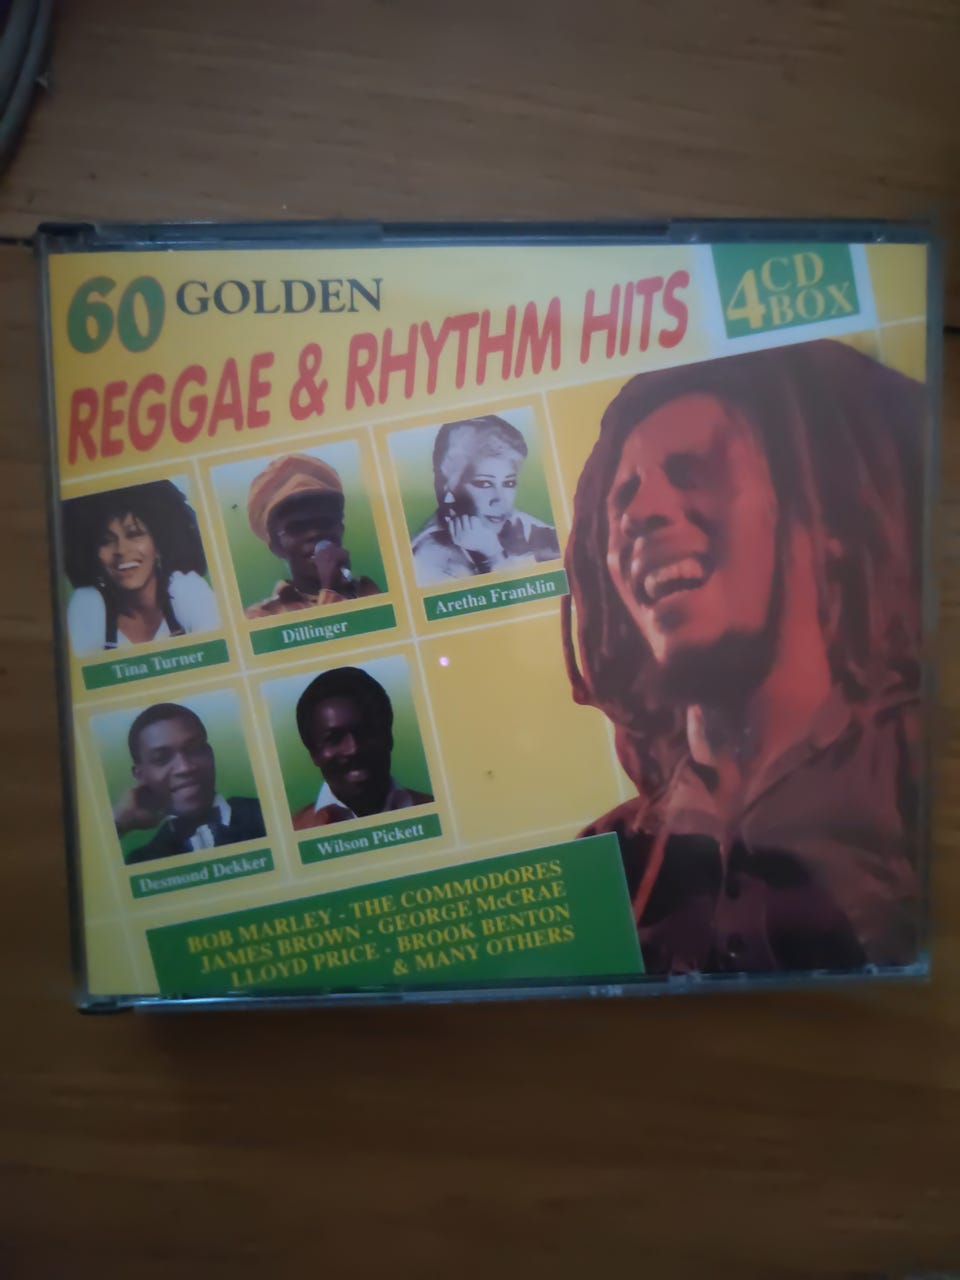 60 GOLDEN
REGGAE & RHYTHM HITS
4 CD
BOX
Tina Turner
Dillinger
Aretha Franklin
Desmond Dekker
Wilson Pickett
BOB MARLEY - THE COMMODORES
JAMES BROWN - GEORGE McCRAE
LLOYD PRICE - BROOK BENTON
& MANY OTHERS